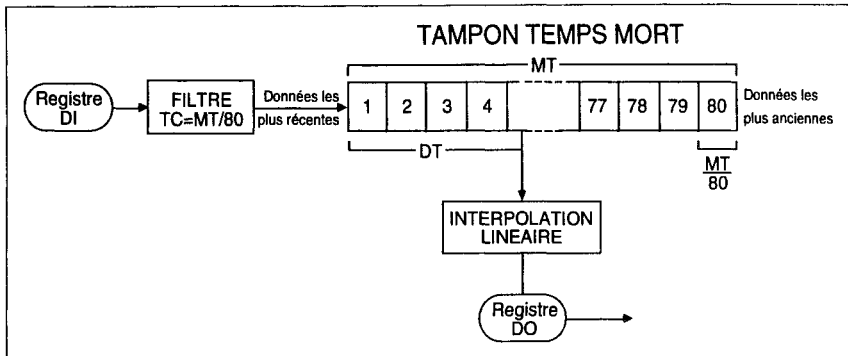 TAMPON TEMPS MORT
MT
Registre
DI
FILTRE
TC=MT/80
Données les
plus récentes
1 2 3 4 77 78 79 80
Données les
plus anciennes
DT
MT
80
INTERPOLATION
LINEAIRE
Registre
DO